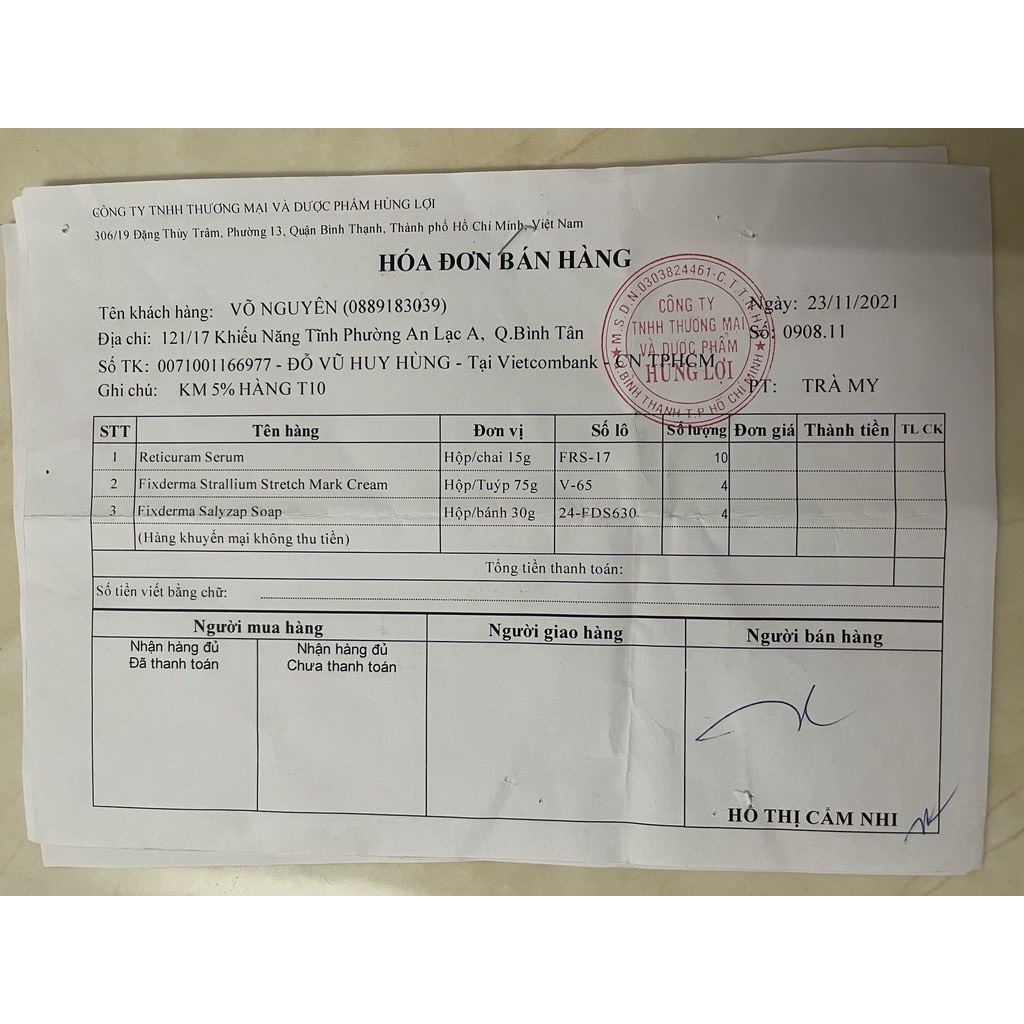 CÔNG TY TNHH THƯƠNG MẠI VÀ DƯỢC PHẨM HÙNG LỢI
306/19 Đặng Thùy Trâm, Phường 13, Quận Bình Thạnh, Thành phố Hồ Chí Minh, Việt Nam
HÓA ĐƠN BÁN HÀNG
Tên khách hàng: VÕ NGUYÊN (0889183039)
Ngày: 23/11/2021
Địa chỉ: 121/17 Khiếu Năng Tĩnh Phường An Lạc A, Q.Bình Tân
Số: 0908.11
Số TK: 0071001166977 - ĐỖ VŨ HUY HÙNG - Tại Vietcombank - CN TPHCM
Ghi chú: KM 5% HÀNG T10
PT: TRÀ MY
M.S.D.N:0303824461-C.T.T.N.H.H
CÔNG TY
TNHH THƯƠNG MẠI
VÀ DƯỢC PHẨM
HÙNG LỢI
Q.BÌNH THẠNH T.P HỒ CHÍ MINH
STT Tên hàng Đơn vị Số lô Số lượng Đơn giá Thành tiền TL CK
1 Reticuram Serum Hộp/chai 15g FRS-17 10
2 Fixderma Strallium Stretch Mark Cream Hộp/Tuýp 75g V-65 4
3 Fixderma Salyzap Soap Hộp/bánh 30g 24-FDS630 4
(Hàng khuyến mại không thu tiền)
Tổng tiền thanh toán:
Số tiền viết bằng chữ:
Người mua hàng Người giao hàng Người bán hàng
Nhận hàng đủ Nhận hàng đủ
Đã thanh toán Chưa thanh toán
HỒ THỊ CẨM NHI